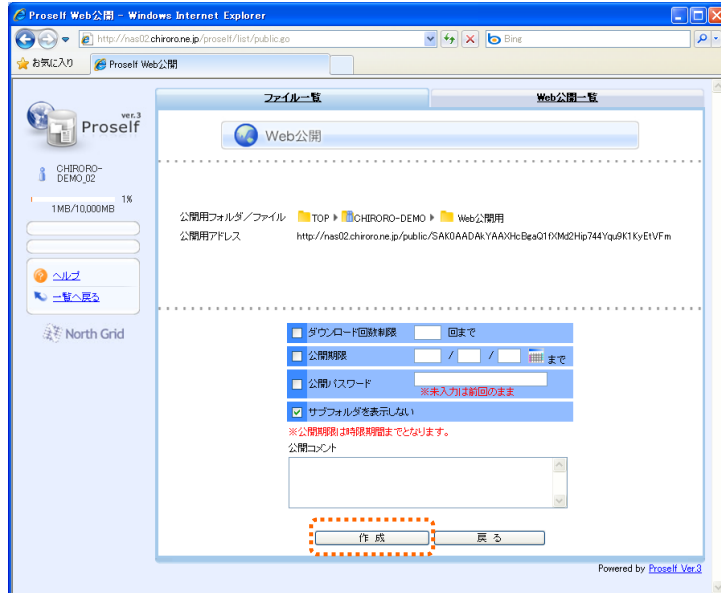 Proself Web公開 - Windows Internet Explorer
http://nas02.chiroro.ne.jp/proself/list/public.go
Bing
お気に入り
Proself Web公開
ファイル一覧
Web公開一覧
ver.3
Proself
Web公開
CHIRORO-
DEMO_02
1%
1MB/10,000MB
公開用フォルダ／ファイル TOP CHIRORO-DEMO Web公開用
公開用アドレス http://nas02.chiroro.ne.jp/public/SAK0AADAkYAAXHcBgaQ1fXMd2Hip744Yqu9K1KyEtVFm
ヘルプ
一覧へ戻る
North Grid
ダウンロード回数制限 回まで
公開期限 / / まで
公開パスワード
※未入力は前回のまま
サブフォルダを表示しない
※公開期限は時限期間までとなります。
公開コメント
作 成
戻 る
Powered by Proself Ver.3